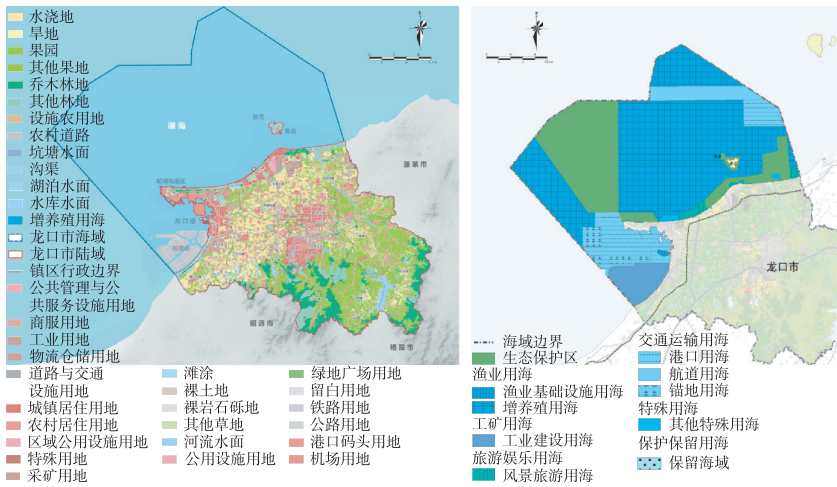 水浇地
旱地
果园
其他果地
乔木林地
其他林地
设施农用地
农村道路
坑塘水面
沟渠
湖泊水面
水库水面
增养殖用海
龙口市海域
龙口市陆域
镇区行政边界
公共管理与公
共服务设施用地
商服用地
工业用地
物流仓储用地
道路与交通
设施用地
城镇居住用地
农村居住用地
区域公用设施用地
特殊用地
采矿用地
滩涂
裸土地
裸岩石砾地
其他草地
河流水面
公用设施用地
绿地广场用地
留白用地
铁路用地
公路用地
港口码头用地
机场用地
渤海
蓬莱市
招远市
栖霞市
龙口市
海域边界
生态保护区
渔业用海
渔业基础设施用海
增养殖用海
工矿用海
工业建设用海
旅游娱乐用海
风景旅游用海
交通运输用海
港口用海
航道用海
锚地用海
特殊用海
其他特殊用海
保护保留用海
保留海域